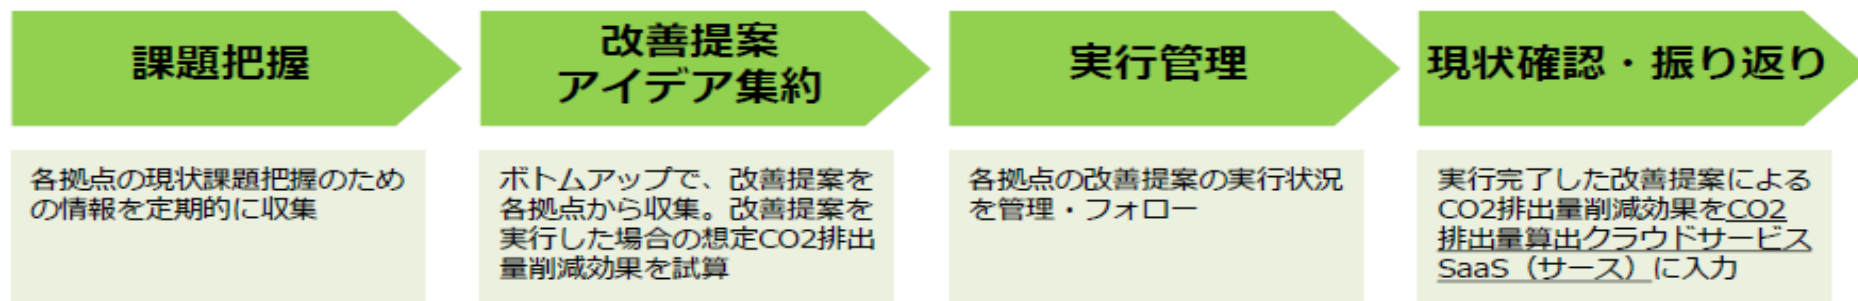 課題把握
各拠点の現状課題把握のため
の情報を定期的に収集
改善提案
アイデア集約
ボトムアップで、改善提案を
各拠点から収集。改善提案を
実行した場合の想定CO2排出
量削減効果を試算
実行管理
各拠点の改善提案の実行状況
を管理・フォロー
現状確認・振り返り
実行完了した改善提案による
CO2排出量削減効果をCO2
排出量算出クラウドサービス
SaaS（サース）に入力